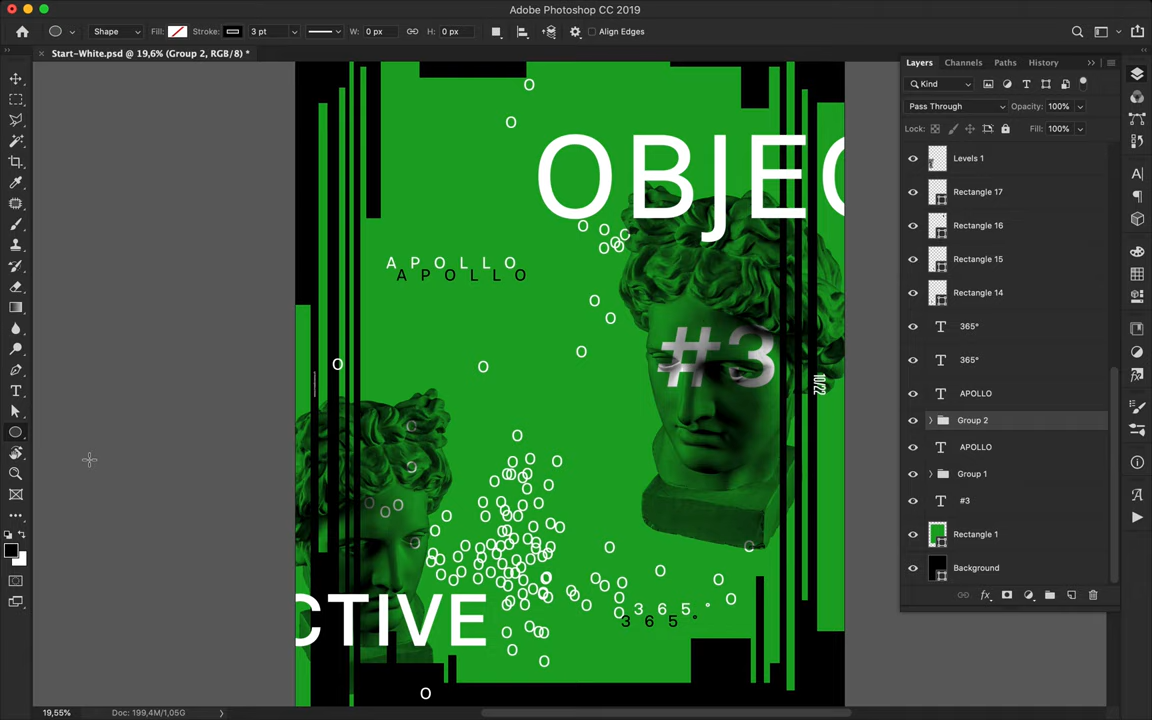 Adobe Photoshop CC 2019
Shape
Fill:
Stroke:
3 pt
W: 0 px
H: 0 px
Align Edges
× Start-White.psd @ 19,6% (Group 2, RGB/8) *
Layers
Channels
Paths
History
Kind
Pass Through
Opacity: 100%
Lock:
Fill: 100%
Levels 1
Rectangle 17
Rectangle 16
Rectangle 15
Rectangle 14
365°
365°
APOLLO
Group 2
APOLLO
Group 1
#3
Rectangle 1
Background
OBJEC
APOLLO
APOLLO
#3
10/22
CTIVE
365°
365°
19,55%
Doc: 199,4M/1,05G